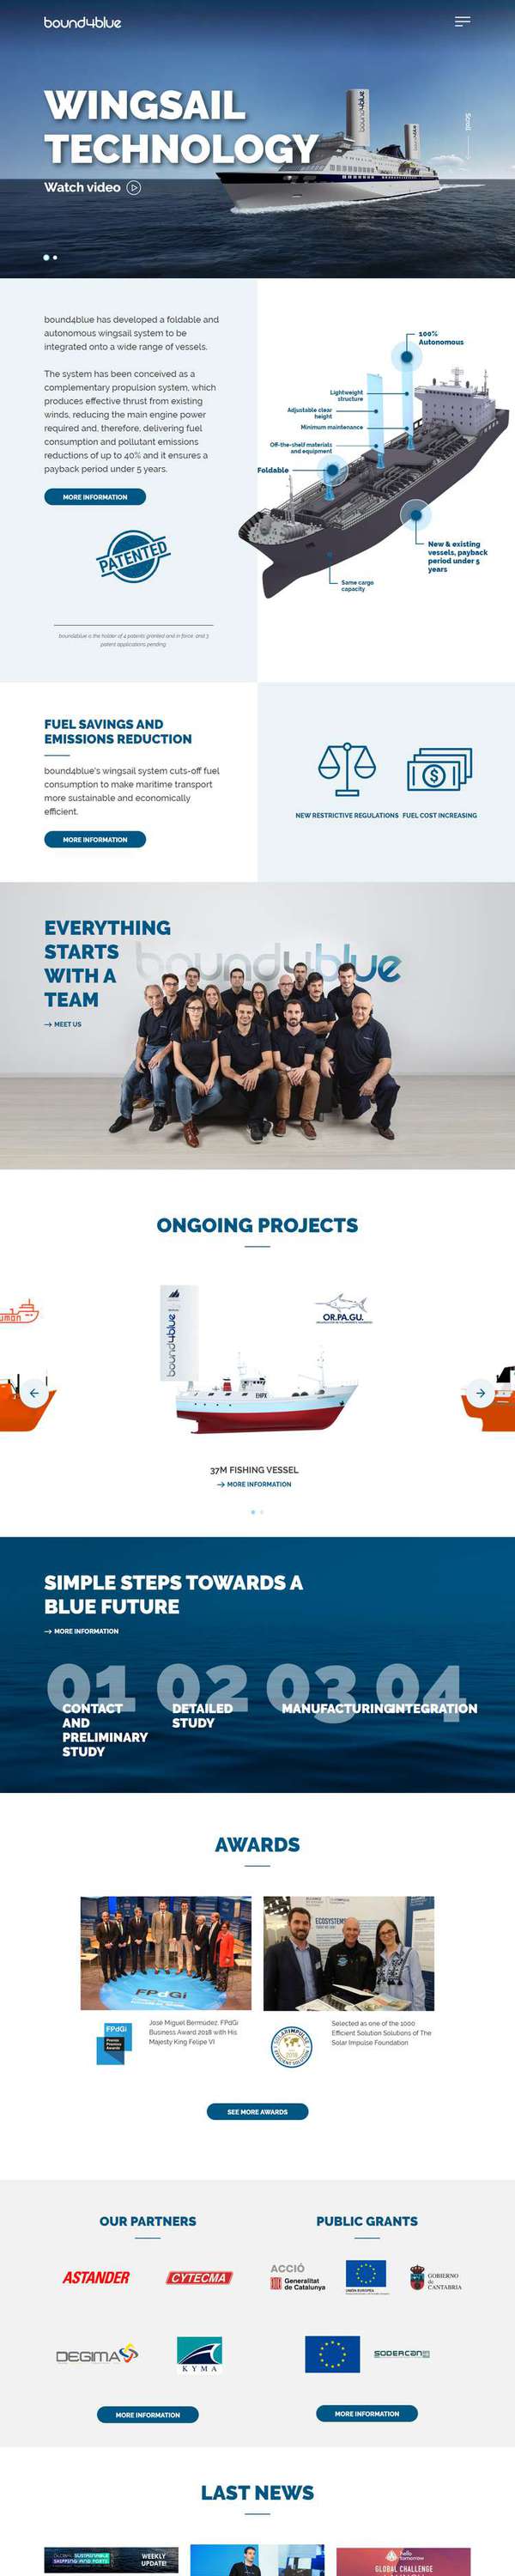 bound4blue
WINGSAIL
TECHNOLOGY
Watch video
Scroll
bound4blue has developed a foldable and
autonomous wingsail system to be
integrated onto a wide range of vessels.
The system has been conceived as a
complementary propulsion system, which
produces effective thrust from existing
winds, reducing the main engine power
required and, therefore, delivering fuel
consumption and pollutant emissions
reductions of up to 40% and it ensures a
payback period under 5 years.
MORE INFORMATION
PATENTED
bound4blue is the holder of 4 patents granted and in force and 3
patent applications pending
100%
Autonomous
Lightweight
structure
Adjustable clear
height
Minimum maintenance
Off-the-shelf materials
and equipment
Foldable
New & existing
vessels, payback
period under 5
years
Same cargo
capacity
FUEL SAVINGS AND
EMISSIONS REDUCTION
bound4blue's wingsail system cuts-off fuel
consumption to make maritime transport
more sustainable and economically
efficient.
MORE INFORMATION
NEW RESTRICTIVE REGULATIONS
FUEL COST INCREASING
EVERYTHING
STARTS
WITH A
TEAM
→ MEET US
bound4blue
ONGOING PROJECTS
bound4blue
OR.PA.GU.
37M FISHING VESSEL
→ MORE INFORMATION
SIMPLE STEPS TOWARDS A
BLUE FUTURE
→ MORE INFORMATION
01 02 03 04
CONTACT
AND
PRELIMINARY
STUDY
DETAILED
STUDY
MANUFACTURING
INTEGRATION
AWARDS
ECOSYSTEM
FPdGi
FPdGi
José Miguel Bermúdez, FPdGi
Business Award 2018 with His
Majesty King Felipe VI
SOLAR IMPULSE
EFFICIENT SOLUTION
Selected as one of the 1000
Efficient Solution Solutions of The
Solar Impulse Foundation
SEE MORE AWARDS
OUR PARTNERS
ASTANDER
CYTECMA
DEGIMA
KYMA
MORE INFORMATION
PUBLIC GRANTS
ACCIÓ
Generalitat
de Catalunya
UNIÓN EUROPEA
GOBIERNO
de
CANTABRIA
SODERCAN
MORE INFORMATION
LAST NEWS
WEEKLY
UPDATE!
hello
tomorrow
GLOBAL CHALLENGE